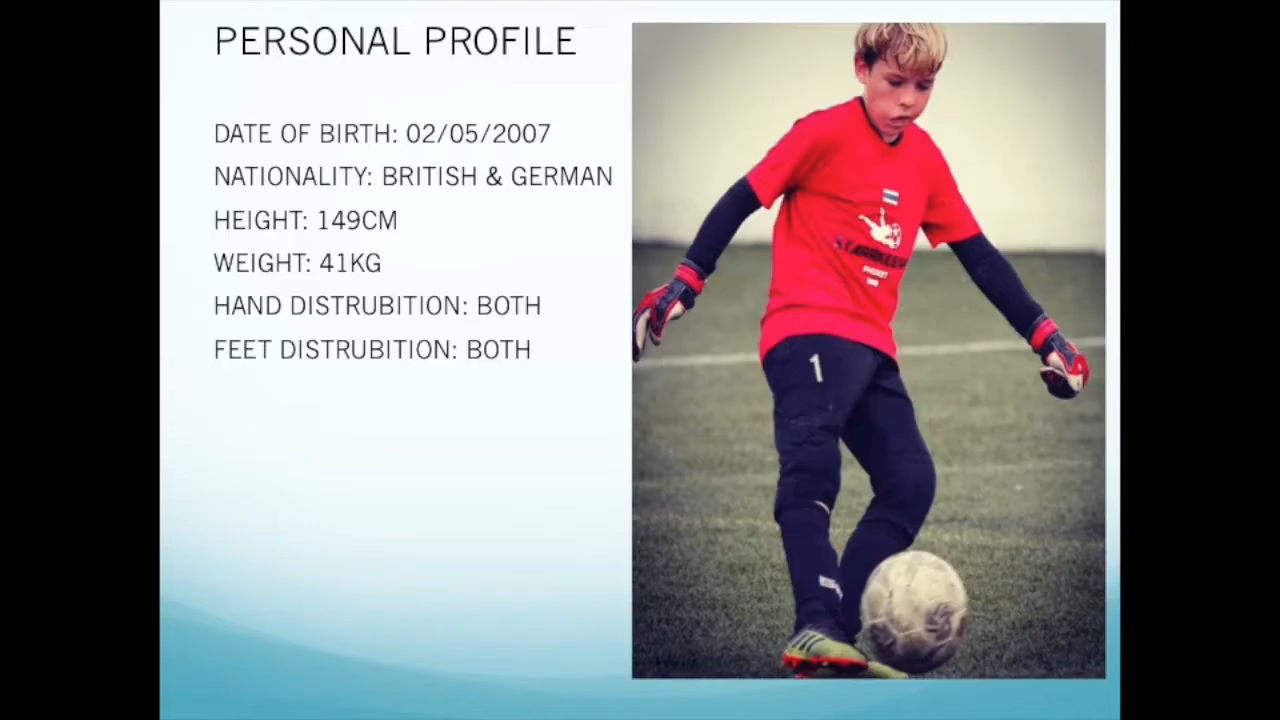 PERSONAL PROFILE
DATE OF BIRTH: 02/05/2007
NATIONALITY: BRITISH & GERMAN
HEIGHT: 149CM
WEIGHT: 41KG
HAND DISTRUBITION: BOTH
FEET DISTRUBITION: BOTH
PHUKET
1